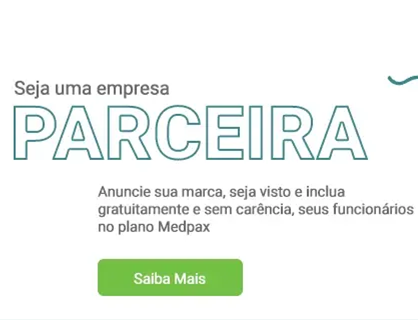 Seja uma empresa
PARCEIRA
Anuncie sua marca, seja visto e inclua
gratuitamente e sem carência, seus funcionários
no plano Medpax
Saiba Mais